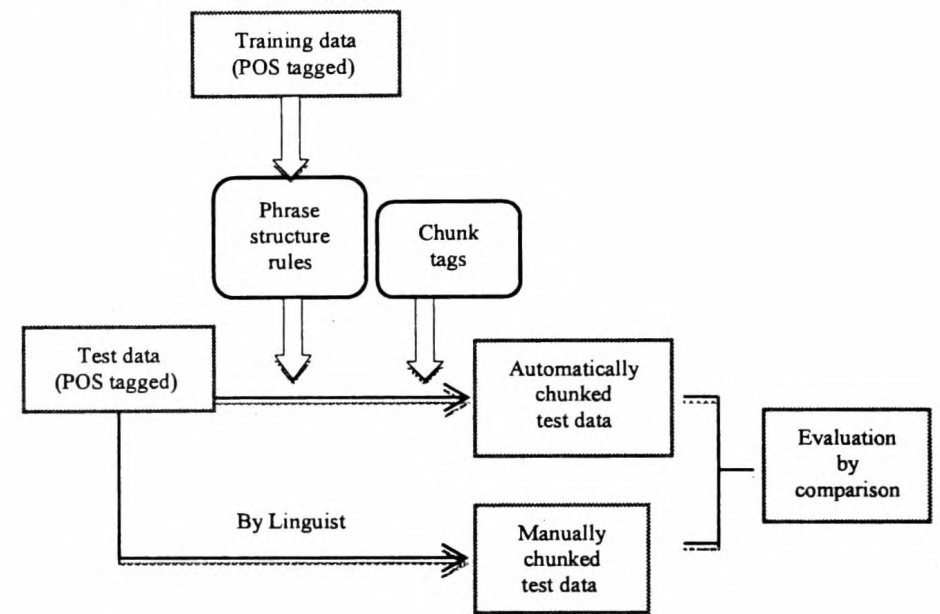 Training data
(POS tagged)
Phrase
structure
rules
Chunk
tags
Test data
(POS tagged)
Automatically
chunked
test data
Evaluation
by
comparison
By Linguist
Manually
chunked
test data